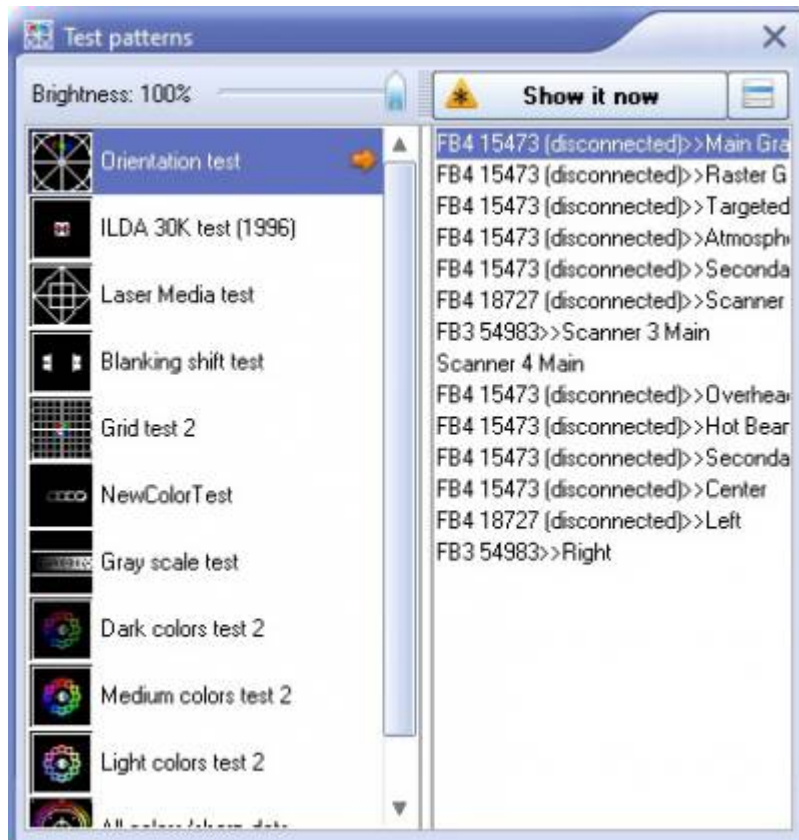 Test patterns
Brightness: 100%
Show it now
Orientation test
ILDA 30K test (1996)
Laser Media test
Blanking shift test
Grid test 2
NewColorTest
Gray scale test
Dark colors test 2
Medium colors test 2
Light colors test 2
FB4 15473 (disconnected)>>Main Gra
FB4 15473 (disconnected)>>Raster G
FB4 15473 (disconnected)>>Targeted
FB4 15473 (disconnected)>>Atmosphe
FB4 15473 (disconnected)>>Seconda
FB4 18727 (disconnected)>>Scanner
FB3 54983>>Scanner 3 Main
Scanner 4 Main
FB4 15473 (disconnected)>>Overhea
FB4 15473 (disconnected)>>Hot Bear
FB4 15473 (disconnected)>>Seconda
FB4 15473 (disconnected)>>Center
FB4 18727 (disconnected)>>Left
FB3 54983>>Right